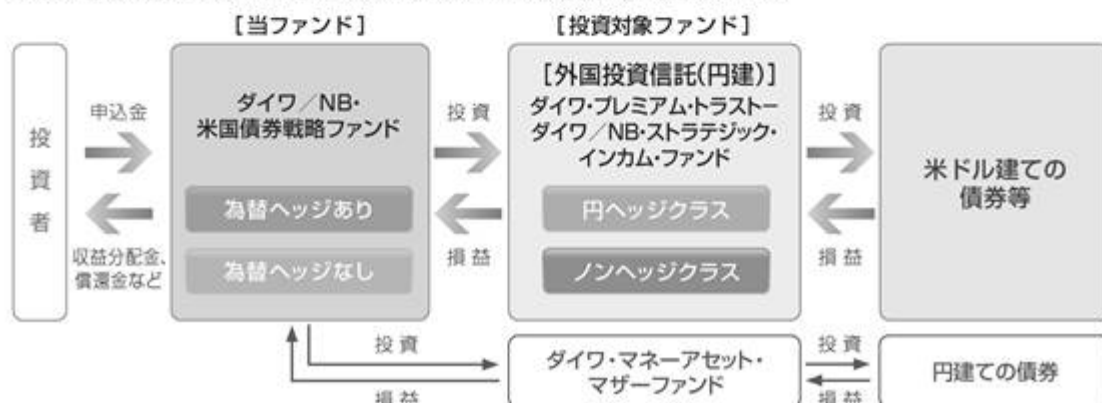 [当ファンド]
[投資対象ファンド]
投資者
申込金
収益分配金、
償還金など
ダイワ／NB・
米国債券戦略ファンド
為替ヘッジあり
為替ヘッジなし
投資
損益
[外国投資信託(円建)]
ダイワ・プレミアム・トラストー
ダイワ／NB・ストラテジック・
インカム・ファンド
円ヘッジクラス
ノンヘッジクラス
投資
損益
米ドル建ての
債券等
投資
損益
ダイワ・マネーアセット・
マザーファンド
投資
損益
円建ての債券